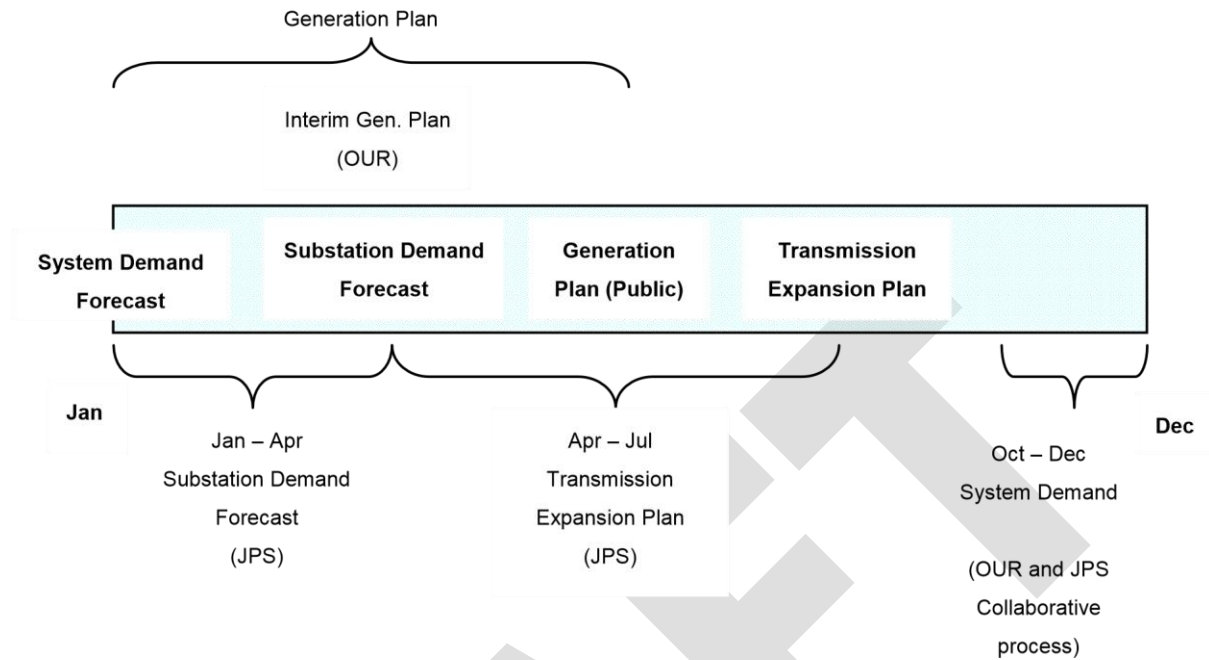 Generation Plan
Interim Gen. Plan
(OUR)
System Demand
Forecast
Substation Demand
Forecast
Generation
Plan (Public)
Transmission
Expansion Plan
Jan
Dec
Jan – Apr
Substation Demand
Forecast
(JPS)
Apr – Jul
Transmission
Expansion Plan
(JPS)
Oct – Dec
System Demand
(OUR and JPS
Collaborative
process)